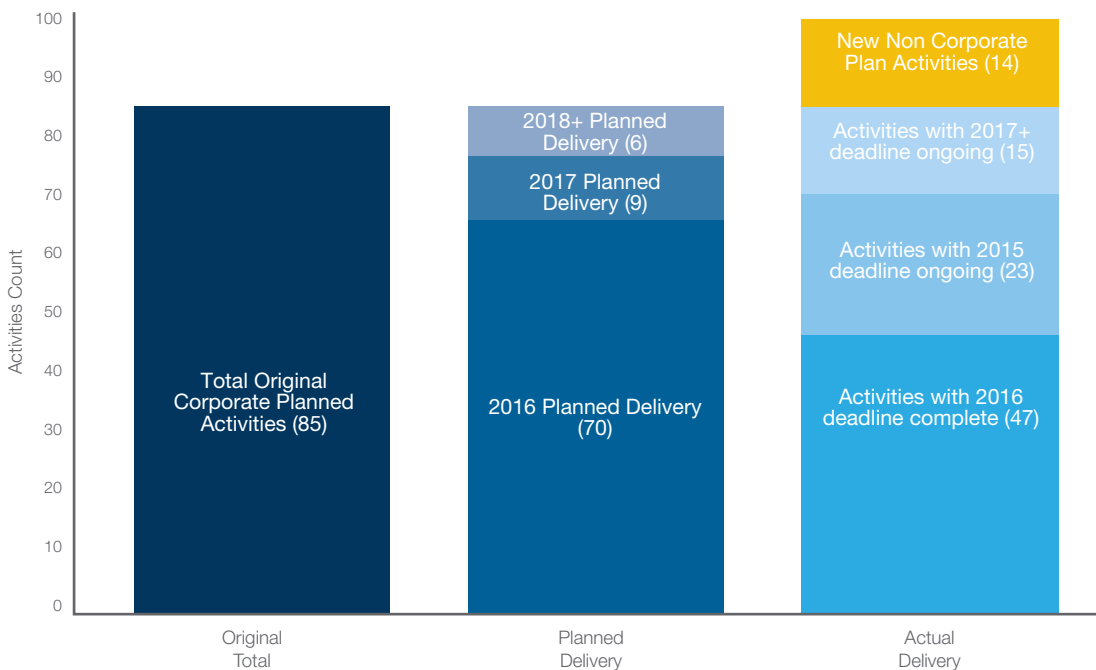 100
90
80
70
60
50
40
30
20
10
0
Activities Count
Total Original
Corporate Planned
Activities (85)
2018+ Planned
Delivery (6)
2017 Planned
Delivery (9)
2016 Planned Delivery
(70)
New Non Corporate
Plan Activities (14)
Activities with 2017+
deadline ongoing (15)
Activities with 2015
deadline ongoing (23)
Activities with 2016
deadline complete (47)
Original
Total
Planned
Delivery
Actual
Delivery